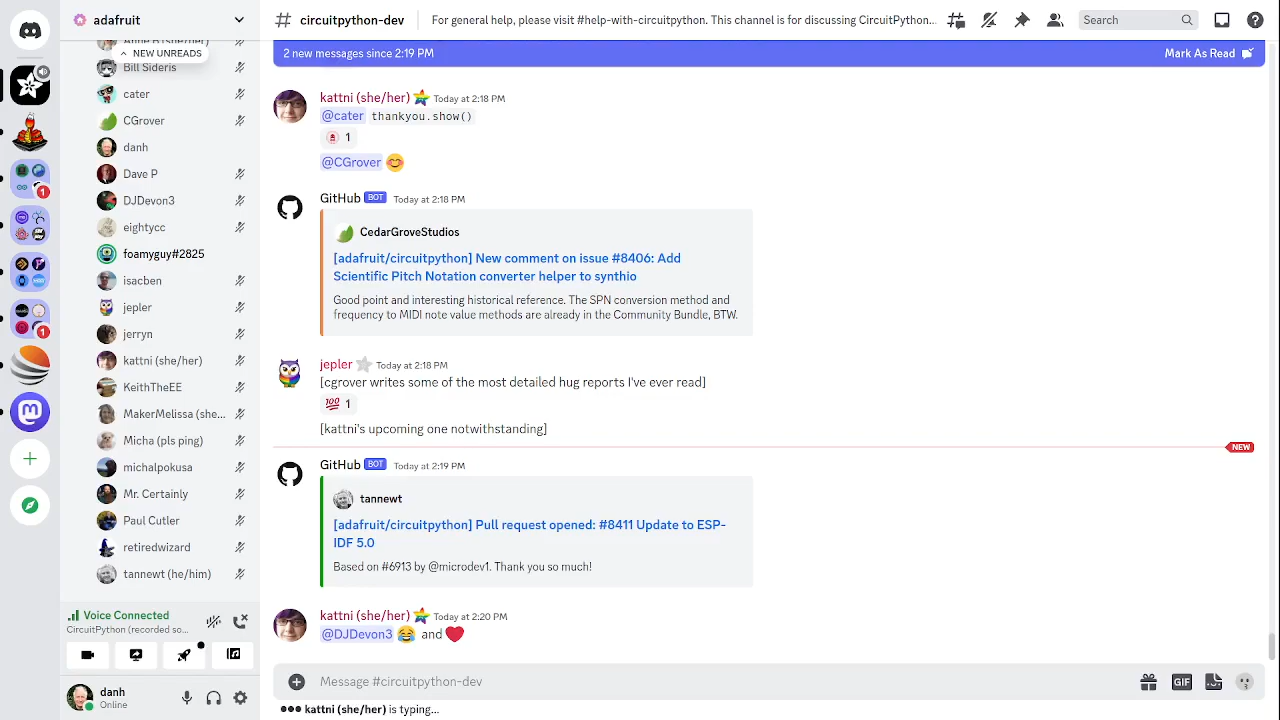 adafruit
# circuitpython-dev
For general help, please visit #help-with-circuitpython. This channel is for discussing CircuitPython...
Search
NEW UNREADS
Bill Sideris
cater
CGrover
danh
Dave P
DJDevon3
eightycc
foamyguy#2825
isacben
jepler
jerryn
kattni (she/her)
KeithTheEE
MakerMelissa (she...
Micha (pls ping)
michalpokusa
Mr. Certainly
Paul Cutler
retiredwizard
tannewt (he/him)
Voice Connected
CircuitPython (recorded so...
danh
Online
1
1
2 new messages since 2:19 PM
Mark As Read
kattni (she/her) Today at 2:18 PM
@cater thankyou.show()
1
@CGrover 😊
GitHub BOT Today at 2:18 PM
CedarGroveStudios
[adafruit/circuitpython] New comment on issue #8406: Add
Scientific Pitch Notation converter helper to synthio
Good point and interesting historical reference. The SPN conversion method and
frequency to MIDI note value methods are already in the Community Bundle, BTW.
jepler Today at 2:18 PM
[cgrover writes some of the most detailed hug reports I've ever read]
💯 1
[kattni's upcoming one notwithstanding]
NEW
GitHub BOT Today at 2:19 PM
tannewt
[adafruit/circuitpython] Pull request opened: #8411 Update to ESP-
IDF 5.0
Based on #6913 by @microdev1. Thank you so much!
kattni (she/her) Today at 2:20 PM
@DJDevon3 😂 and ❤️
Message #circuitpython-dev
GIF
kattni (she/her) is typing...